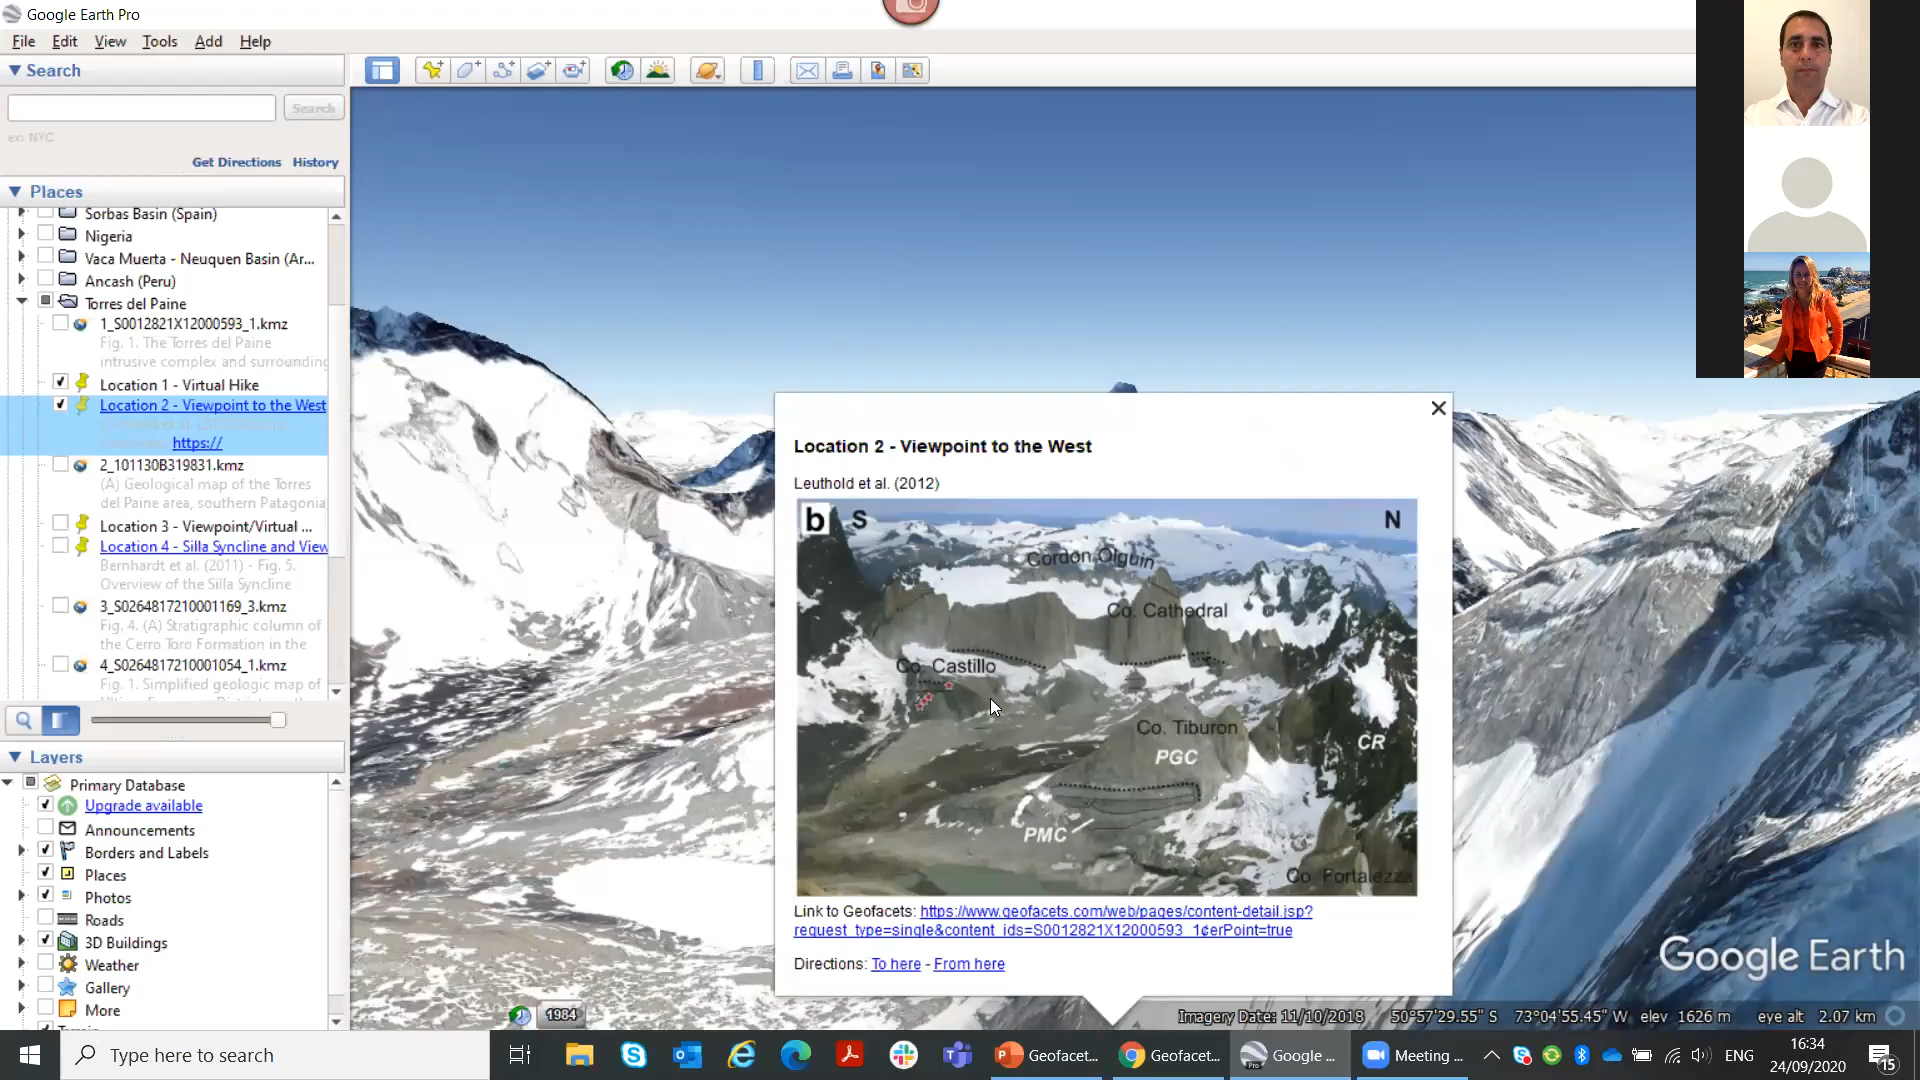 Google Earth Pro
File Edit View Tools Add Help
Search
Search
ex: NYC
Get Directions History
Places
Sorbas Basin (Spain)
Nigeria
Vaca Muerta - Neuquen Basin (Ar...
Ancash (Peru)
Torres del Paine
1_S0012821X12000593_1.kmz
Fig. 1. The Torres del Paine
intrusive complex and surrounding
Location 1 - Virtual Hike
Location 2 - Viewpoint to the West
https://
2_101130B319831.kmz
(A) Geological map of the Torres
del Paine area, southern Patagonia
Location 3 - Viewpoint/Virtual ...
Location 4 - Silla Syncline and View
Bernhardt et al. (2011) - Fig. 5.
Overview of the Silla Syncline
3_S0264817210001169_3.kmz
Fig. 4. (A) Stratigraphic column of
the Cerro Toro Formation in the
4_S0264817210001054_1.kmz
Fig. 1. Simplified geologic map of
Layers
Primary Database
Upgrade available
Announcements
Borders and Labels
Places
Photos
Roads
3D Buildings
Weather
Gallery
More
Location 2 - Viewpoint to the West
Leuthold et al. (2012)
b S N
Cordon Olguin
Co. Cathedral
Co. Castillo
Co. Tiburon
PGC
CR
PMC
Co. Fortalezza
Link to Geofacets: https://www.geofacets.com/web/pages/content-detail.jsp?
request_type=single&content_ids=S0012821X12000593_1¢erPoint=true
Directions: To here - From here
Google Earth
1984
Imagery Date: 11/10/2018 50°57'29.55" S 73°04'55.45" W elev 1626 m eye alt 2.07 km
Type here to search
Geofacet...
Geofacet...
Google ...
Meeting ...
ENG
16:34
24/09/2020
15